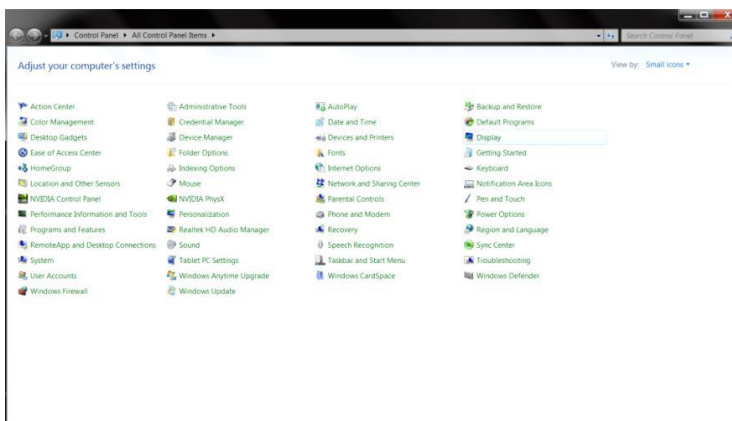 Control Panel ▸ All Control Panel Items ▸
Search Control Panel
Adjust your computer's settings
View by: Small icons
Action Center
Administrative Tools
AutoPlay
Backup and Restore
Color Management
Credential Manager
Date and Time
Default Programs
Desktop Gadgets
Device Manager
Devices and Printers
Display
Ease of Access Center
Folder Options
Fonts
Getting Started
HomeGroup
Indexing Options
Internet Options
Keyboard
Location and Other Sensors
Mouse
Network and Sharing Center
Notification Area Icons
NVIDIA Control Panel
NVIDIA PhysX
Parental Controls
Pen and Touch
Performance Information and Tools
Personalization
Phone and Modem
Power Options
Programs and Features
Realtek HD Audio Manager
Recovery
Region and Language
RemoteApp and Desktop Connections
Sound
Speech Recognition
Sync Center
System
Tablet PC Settings
Taskbar and Start Menu
Troubleshooting
User Accounts
Windows Anytime Upgrade
Windows CardSpace
Windows Defender
Windows Firewall
Windows Update